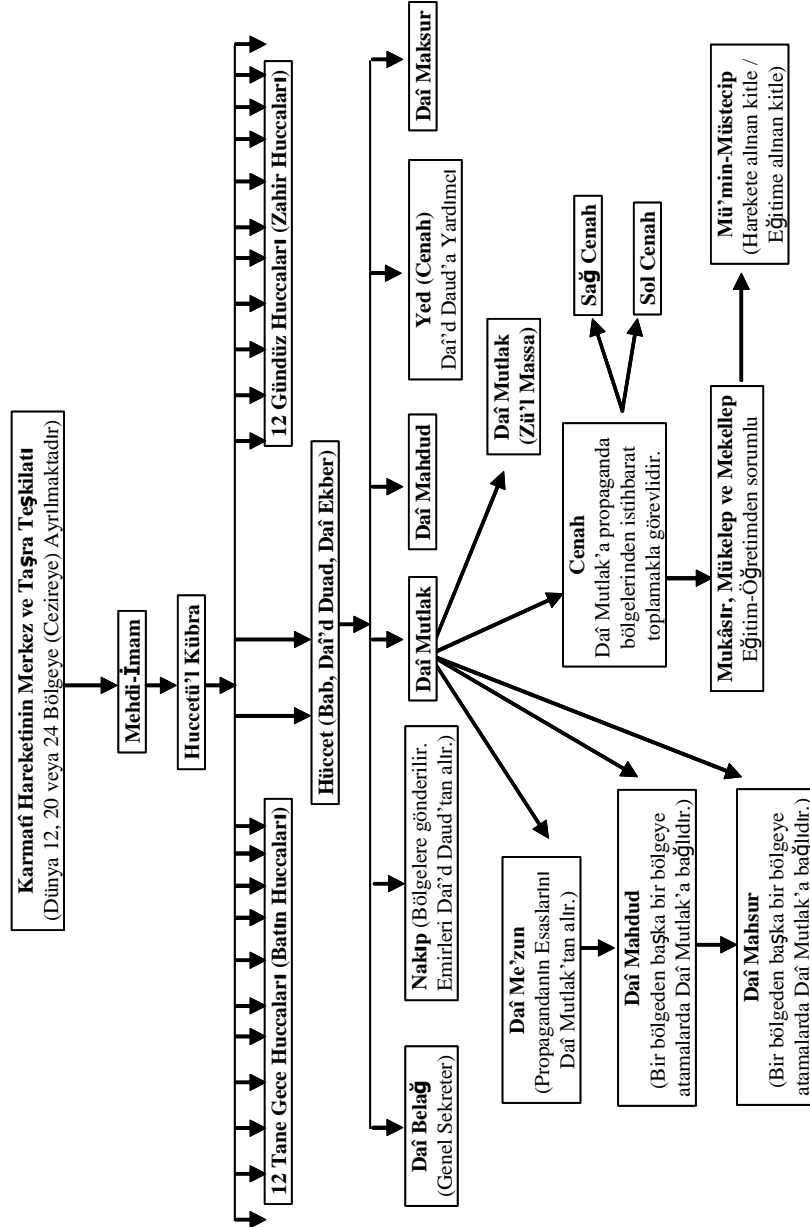 Karmatî Hareketinin Merkez ve Taşra Teşkilatı
(Dünya 12, 20 veya 24 Bölgeye (Cezireye) Ayrılmaktadır)
Mehdi-İmam
Huccetü'l Kübra
12 Tane Gece Huccaları (Batın Huccaları)
12 Gündüz Huccaları (Zahir Huccaları)
Hüccet (Bab, Daî'd Duad, Daî Ekber)
Daî Belağ
(Genel Sekreter)
Nakıp (Bölgelere gönderilir.
Emirleri Daî'd Daud'tan alır.)
Daî Mutlak
Daî Mahdud
Yed (Cenah)
Daî'd Daud'a Yardımcı
Daî Maksur
Daî Me'zun
(Propagandanın Esaslarını
Daî Mutlak'tan alır.)
Daî Mahdud
(Bir bölgeden başka bir bölgeye
atamalarda Daî Mutlak'a bağlıdır.)
Daî Mahsur
(Bir bölgeden başka bir bölgeye
atamalarda Daî Mutlak'a bağlıdır.)
Daî Mutlak
(Zü'l Massa)
Cenah
Daî Mutlak'a propaganda
bölgelerinden istihbarat
toplamakla görevlidir.
Sağ Cenah
Sol Cenah
Mukâsır, Mükelep ve Mekellep
Eğitim-Öğretimden sorumlu
Mü'min-Müstecip
(Harekete alınan kitle /
Eğitime alınan kitle)